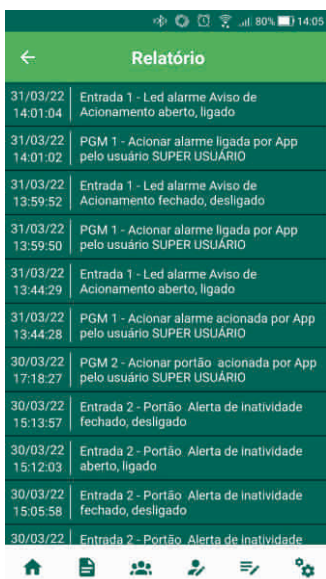 80% 14:05
Relatório
31/03/22 Entrada 1 - Led alarme Aviso de
14:01:04 Acionamento aberto, ligado
31/03/22 PGM 1 - Acionar alarme ligada por App
14:01:02 pelo usuário SUPER USUÁRIO
31/03/22 Entrada 1 - Led alarme Aviso de
13:59:52 Acionamento fechado, desligado
31/03/22 PGM 1 - Acionar alarme ligada por App
13:59:50 pelo usuário SUPER USUÁRIO
31/03/22 Entrada 1 - Led alarme Aviso de
13:44:29 Acionamento aberto, ligado
31/03/22 PGM 1 - Acionar alarme acionada por App
13:44:28 pelo usuário SUPER USUÁRIO
30/03/22 PGM 2 - Acionar portão acionada por App
17:18:27 pelo usuário SUPER USUÁRIO
30/03/22 Entrada 2 - Portão Alerta de inatividade
15:13:57 fechado, desligado
30/03/22 Entrada 2 - Portão Alerta de inatividade
15:12:03 aberto, ligado
30/03/22 Entrada 2 - Portão Alerta de inatividade
15:05:58 fechado, desligado
30/03/22 Entrada 2 - Portão Alerta de inatividade